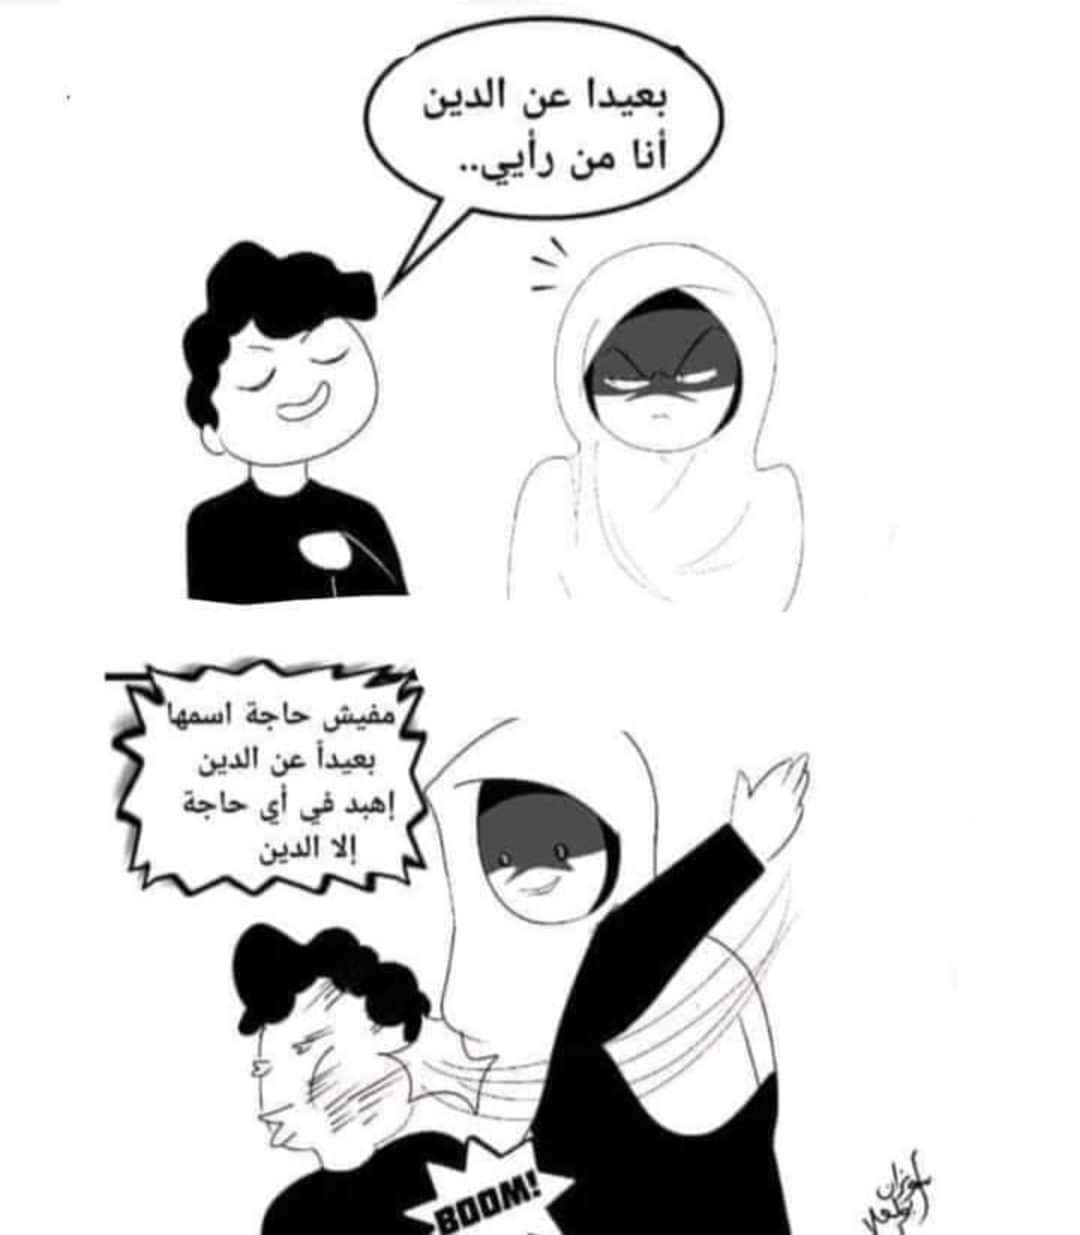 بعيدا عن الدين
أنا من رأيي..
مفيش حاجة اسمها
بعيداً عن الدين
إهبد في أي حاجة
إلا الدين
BOOM!